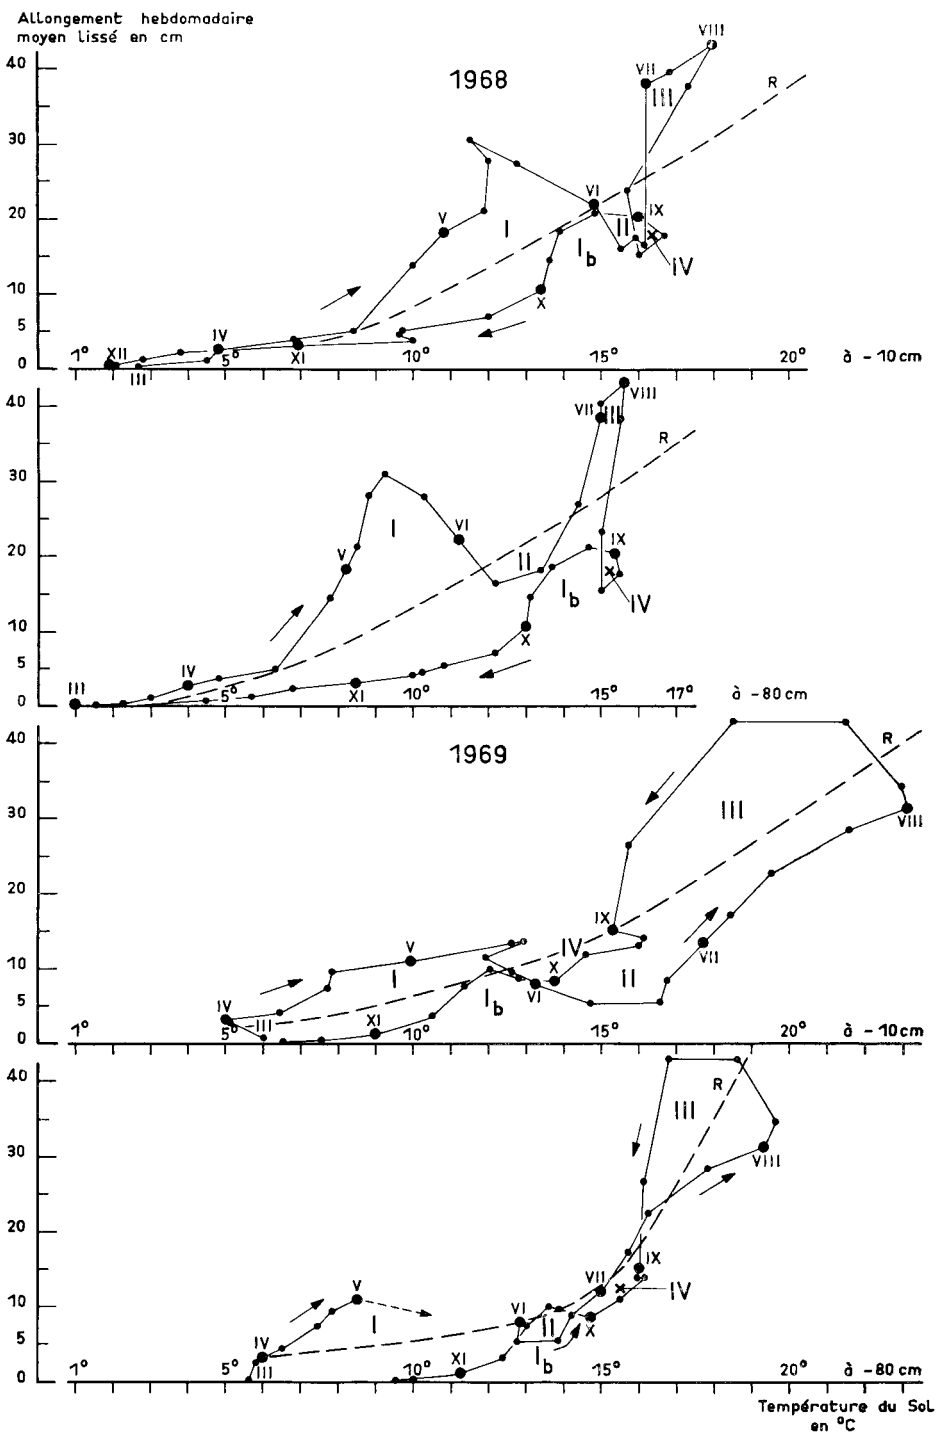 Allongement hebdomadaire
moyen lissé en cm
1968
40
30
20
10
5
0
VIII
VII
III
R
VI
IX
V
I
II
IV
Ib
X
XII
IV
XI
III
1° 5° 10° 15° 20° à -10 cm
40
30
20
10
5
0
VII
III
VIII
R
I
VI
V
II
IX
Ib
IV
X
III
IV
XI
5° 10° 15° 17° à -80 cm
1969
40
30
20
10
5
0
R
III
VIII
IX
IV
V
I
X
II
VII
VI
Ib
IV
III
XI
1° 5° 10° 15° 20° à -10 cm
40
30
20
10
5
0
R
III
VIII
IX
VII
IV
V
I
VI
II
X
Ib
IV
III
XI
5° 10° 15° 20° à -80 cm
Température du Sol
en °C